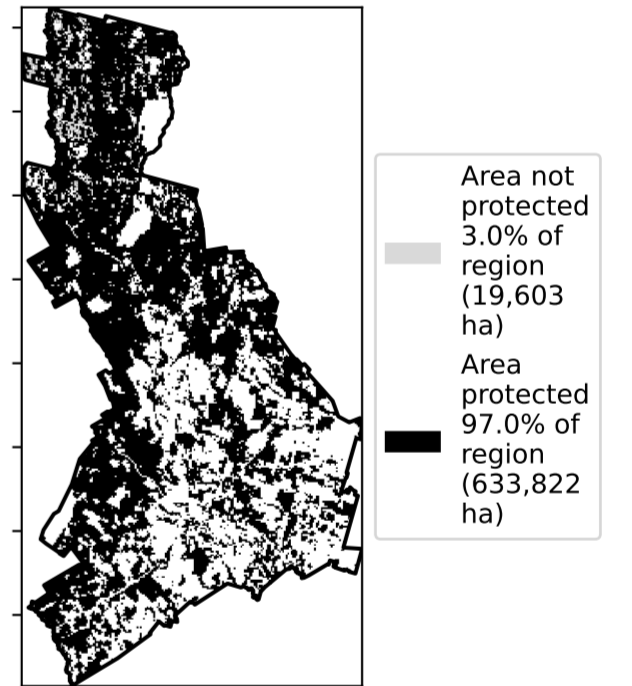 Area not
protected
3.0% of
region
(19,603
ha)
Area
protected
97.0% of
region
(633,822
ha)